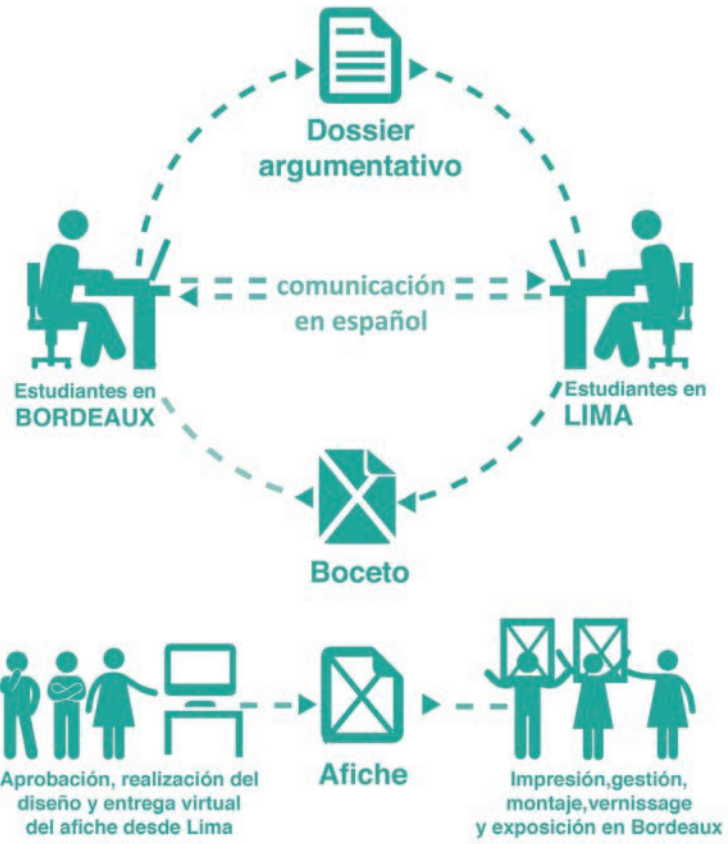 Dossier
argumentativo
comunicación
en español
Estudiantes en
BORDEAUX
Estudiantes en
LIMA
Boceto
Aprobación, realización del
diseño y entrega virtual
del afiche desde Lima
Afiche
Impresión,gestión,
montaje,vernissage
y exposición en Bordeaux